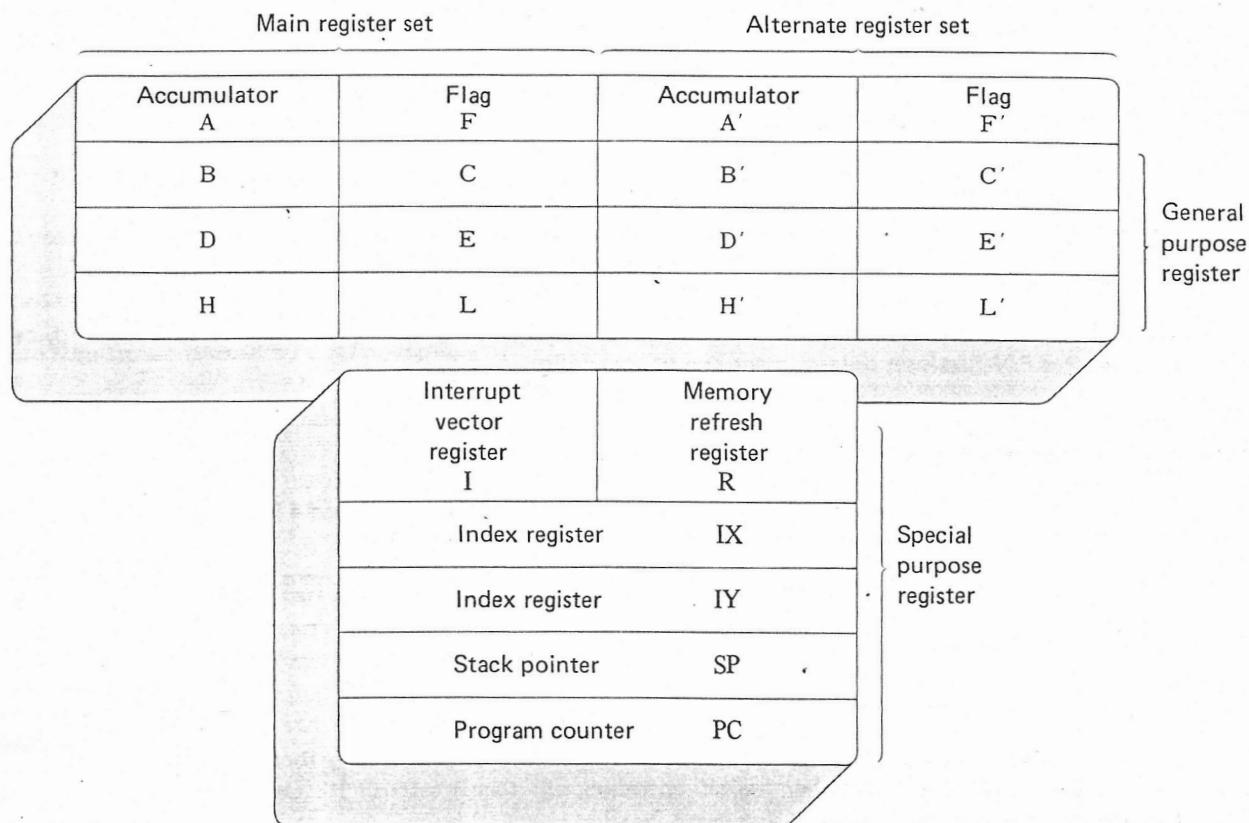 Main register set
Alternate register set
Accumulator
A
Flag
F
Accumulator
A′
Flag
F′
B
C
B′
C′
D
E
D′
E′
H
L
H′
L′
General
purpose
register
Interrupt
vector
register
I
Memory
refresh
register
R
Index register IX
Index register IY
Stack pointer SP
Program counter PC
Special
purpose
register